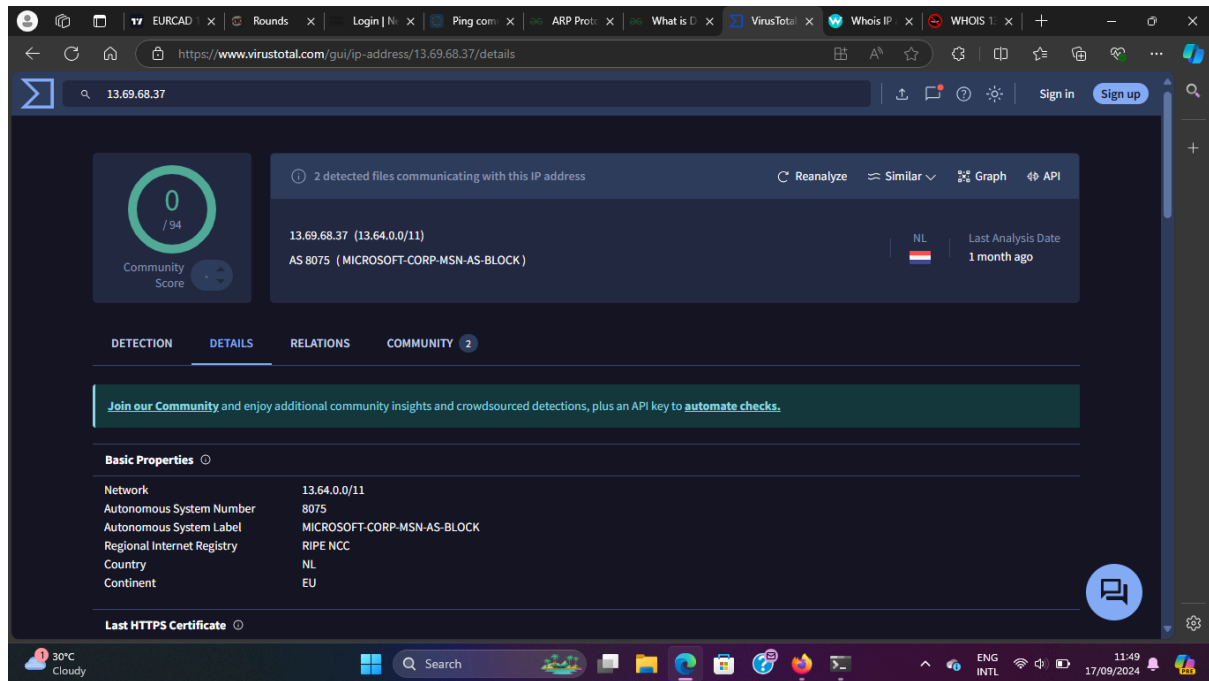 EURCAD 1
Rounds
Login | Ne
Ping com
ARP Proto
What is D
VirusTotal
Whois IP
WHOIS 13
https://www.virustotal.com/gui/ip-address/13.69.68.37/details
13.69.68.37
Sign in
Sign up
0
/ 94
Community
Score
2 detected files communicating with this IP address
Reanalyze
Similar
Graph
API
13.69.68.37 (13.64.0.0/11)
AS 8075 ( MICROSOFT-CORP-MSN-AS-BLOCK )
NL
Last Analysis Date
1 month ago
DETECTION
DETAILS
RELATIONS
COMMUNITY 2
Join our Community and enjoy additional community insights and crowdsourced detections, plus an API key to automate checks.
Basic Properties
Network 13.64.0.0/11
Autonomous System Number 8075
Autonomous System Label MICROSOFT-CORP-MSN-AS-BLOCK
Regional Internet Registry RIPE NCC
Country NL
Continent EU
Last HTTPS Certificate
1
30°C
Cloudy
Search
ENG
INTL
11:49
17/09/2024
PRE